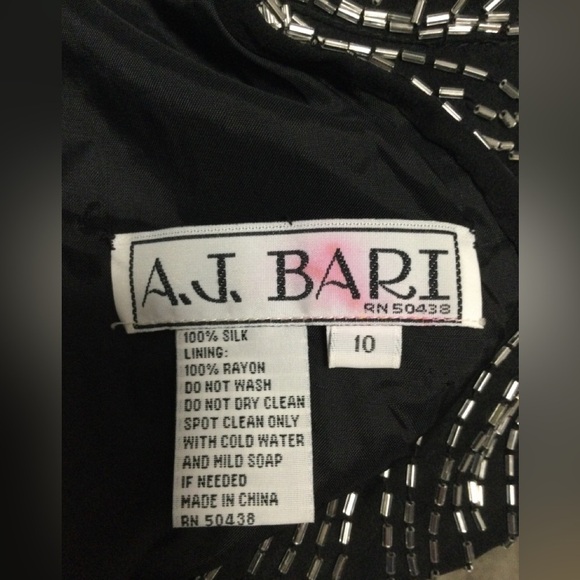 A.J. BARI
RN 50438
10
100% SILK
LINING:
100% RAYON
DO NOT WASH
DO NOT DRY CLEAN
SPOT CLEAN ONLY
WITH COLD WATER
AND MILD SOAP
IF NEEDED
MADE IN CHINA
RN 50438